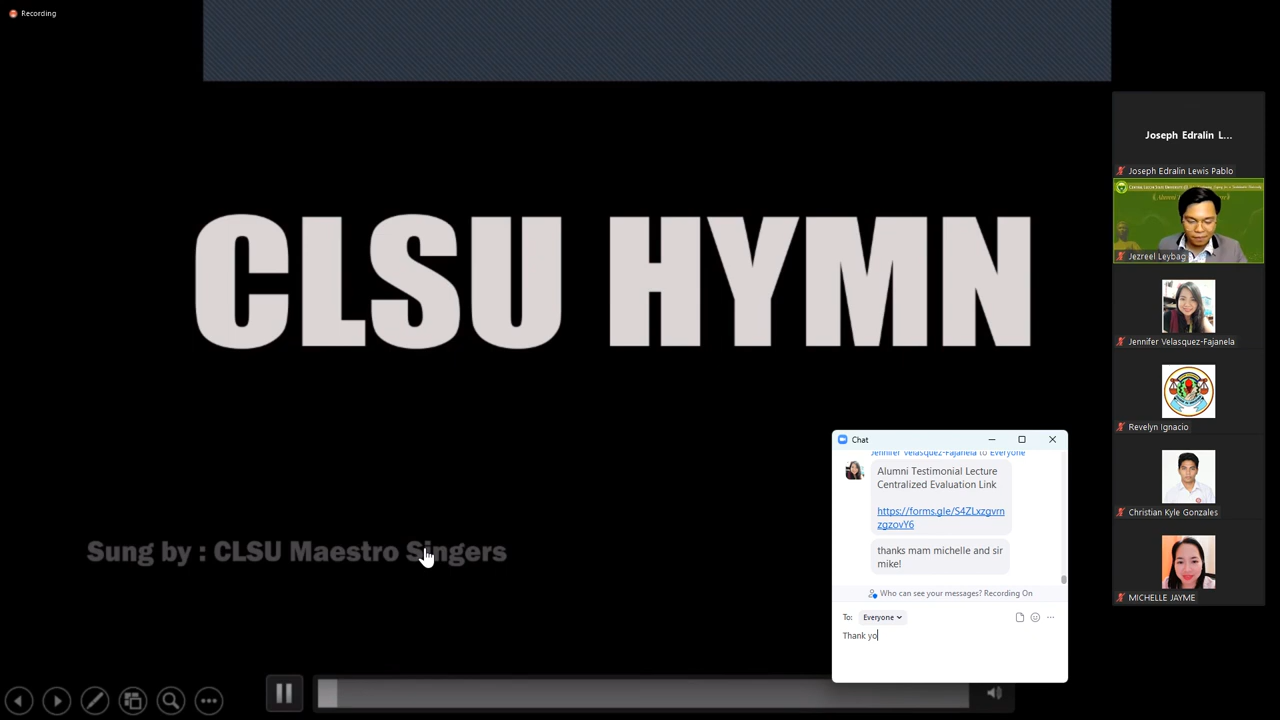 Recording
CLSU HYMN
Sung by : CLSU Maestro Singers
Joseph Edralin L...
Joseph Edralin Lewis Pablo
Jezreel Leybag
Jennifer Velasquez-Fajanela
Revelyn Ignacio
Christian Kyle Gonzales
MICHELLE JAYME
Chat
Jennifer Velasquez-Fajanela to Everyone
Alumni Testimonial Lecture
Centralized Evaluation Link
https://forms.gle/S4ZLxzgvrn
zgzovY6
thanks mam michelle and sir
mike!
Who can see your messages? Recording On
To: Everyone
Thank yo